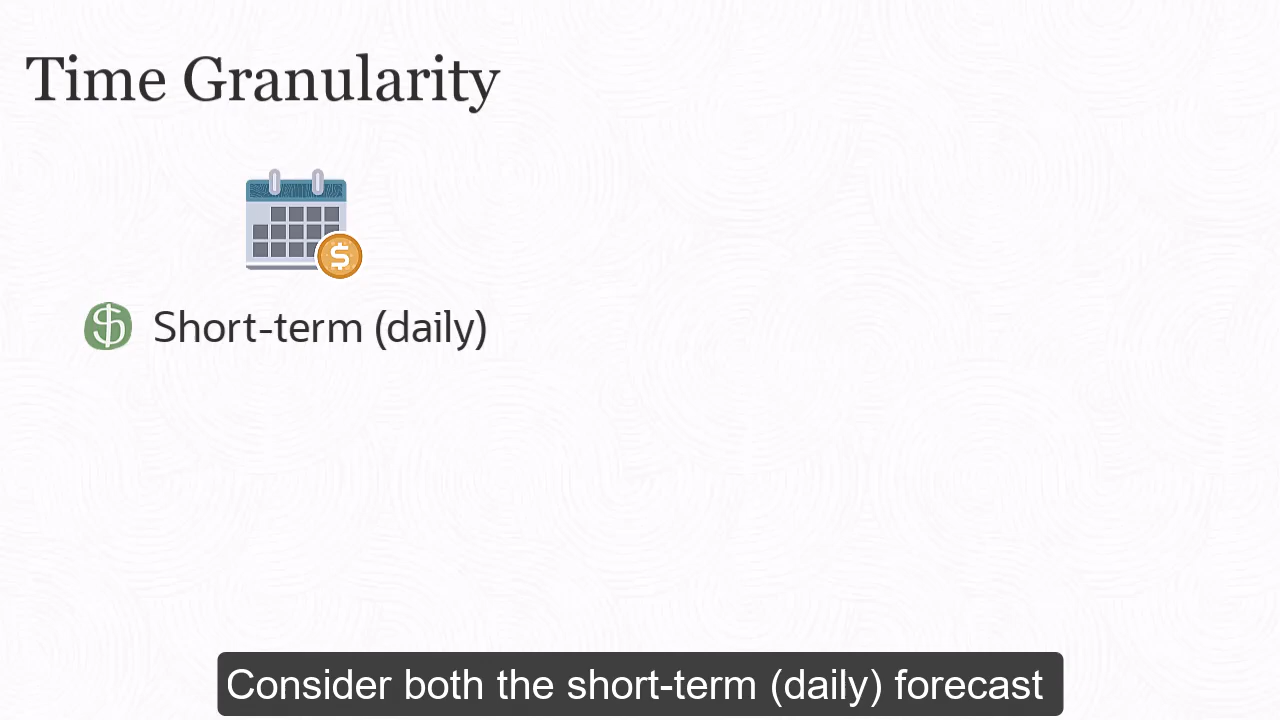 Time Granularity
$
$ Short-term (daily)
Consider both the short-term (daily) forecast